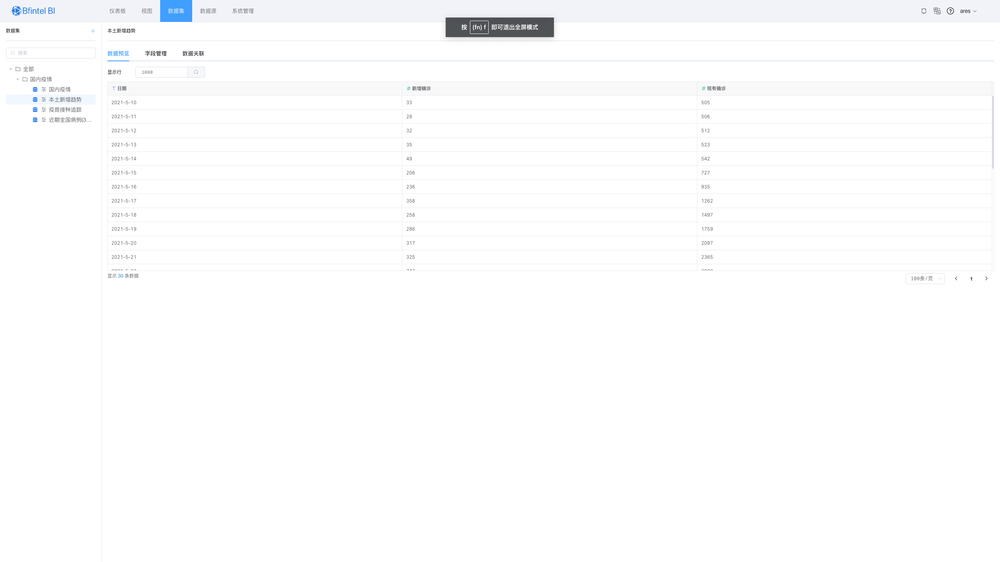 Bfintel BI 仪表板 视图 数据集 数据源 系统管理 ares
按 (fn) f 即可退出全屏模式
数据集
搜索
全部
国内疫情
国内疫情
本土新增趋势
疫苗接种追踪
近期全国病例(3...
本土新增趋势
数据预览 字段管理 数据关联
显示行 1000
日期 # 新增确诊 # 现有确诊
2021-5-10 33 505
2021-5-11 28 506
2021-5-12 32 512
2021-5-13 35 523
2021-5-14 49 542
2021-5-15 206 727
2021-5-16 236 935
2021-5-17 358 1262
2021-5-18 258 1497
2021-5-19 286 1759
2021-5-20 317 2097
2021-5-21 325 2365
显示 30 条数据 100条/页 1